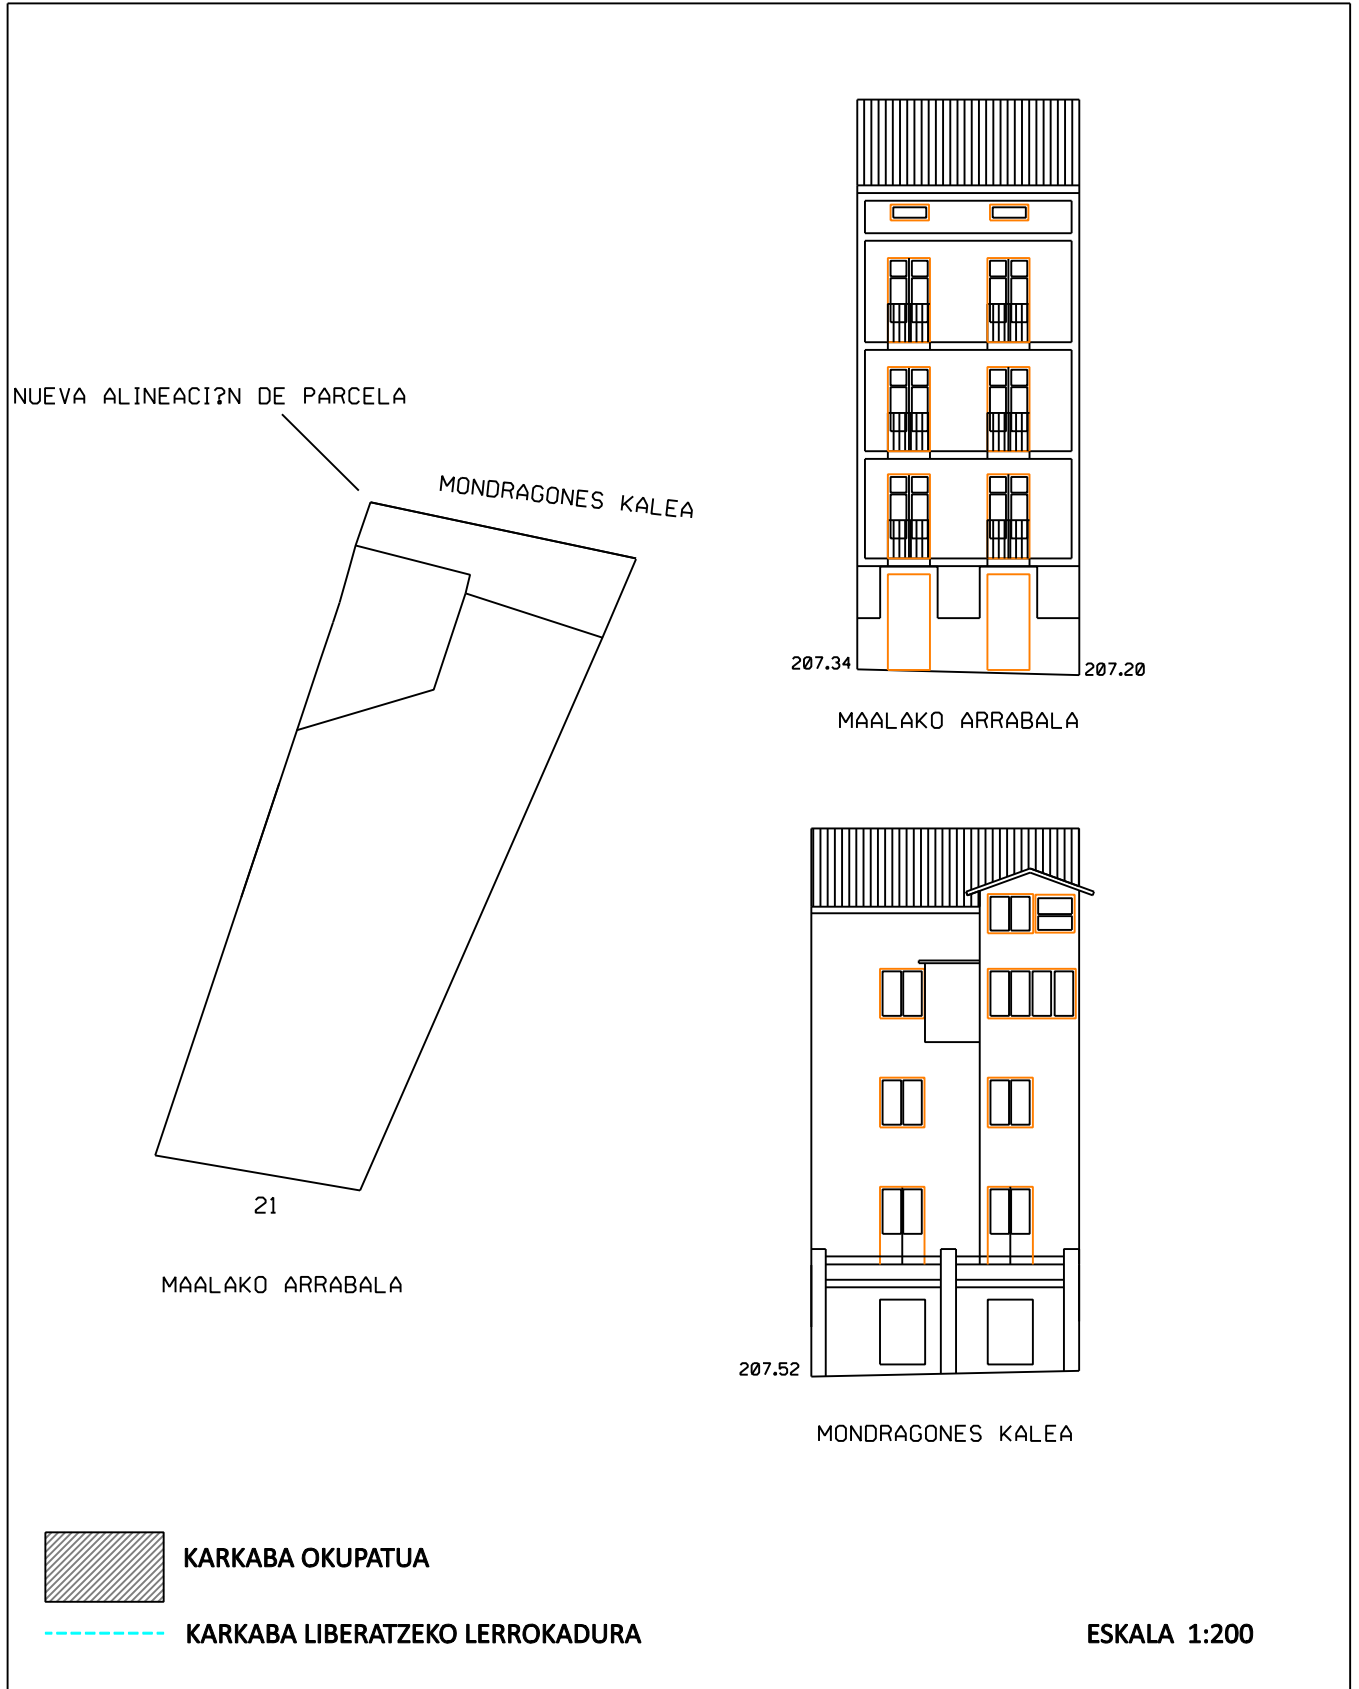 NUEVA ALINEACI?N DE PARCELA
MONDRAGONES KALEA
21
MAALAKO ARRABALA
207.34
207.20
MAALAKO ARRABALA
207.52
MONDRAGONES KALEA
KARKABA OKUPATUA
KARKABA LIBERATZEKO LERROKADURA
ESKALA 1:200